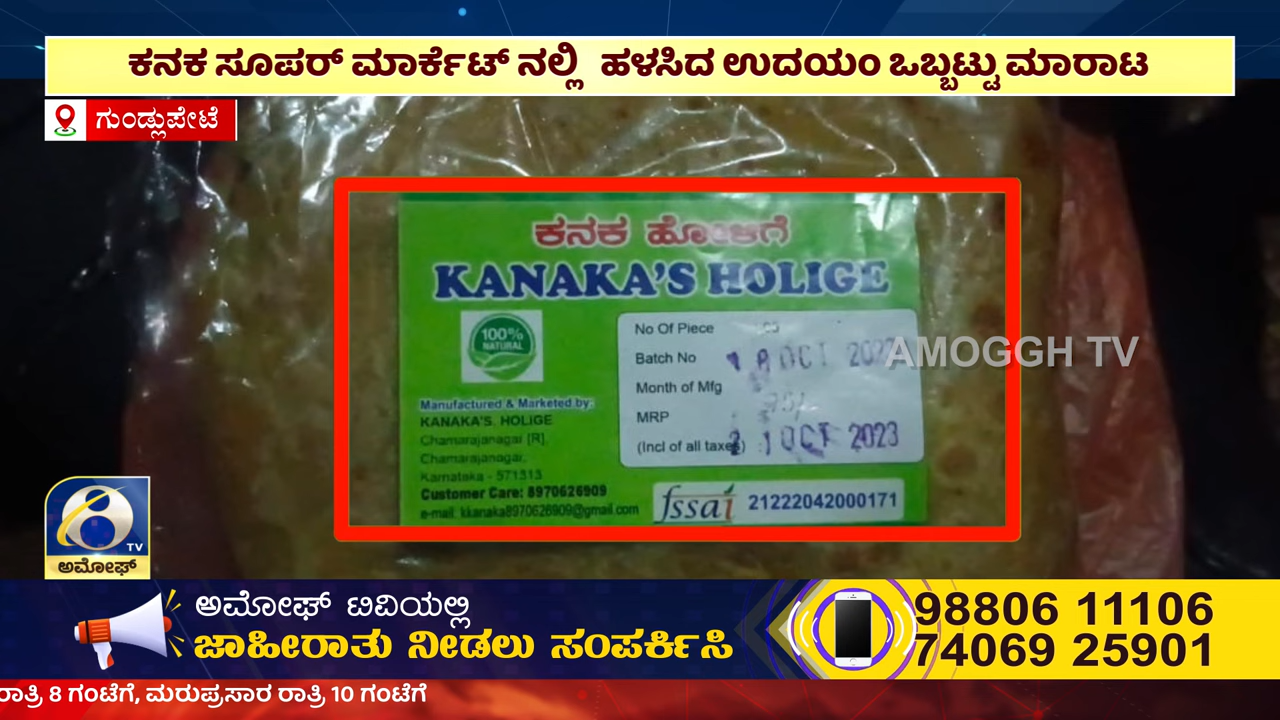 ಕನಕ ಸೂಪರ್ ಮಾರ್ಕೆಟ್ ನಲ್ಲಿ ಹಳಸಿದ ಉದಯಂ ಒಬ್ಬಟ್ಟು ಮಾರಾಟ
ಗುಂಡ್ಲುಪೇಟೆ
ಕನಕ ಹೋಳಿಗೆ
KANAKA'S HOLIGE
100%
NATURAL
No Of Piece
Batch No
OCT
Month of Mfg
MRP
(Incl of all taxes) : 21 OCT 2023
Manufactured & Marketed by:
KANAKA'S. HOLIGE
Chamarajanagar [R],
Chamarajanagar,
Karnataka - 571313
Customer Care: 8970626909
e-mail: kkanaka8970626909@gmail.com
fssai 21222042000171
AMOGGH TV
TV
ಅಮೋಘ್
ಅಮೋಘ್ ಟಿವಿಯಲ್ಲಿ
ಜಾಹೀರಾತು ನೀಡಲು ಸಂಪರ್ಕಿಸಿ
98806 11106
74069 25901
ರಾತ್ರಿ 8 ಗಂಟೆಗೆ, ಮರುಪ್ರಸಾರ ರಾತ್ರಿ 10 ಗಂಟೆಗೆ